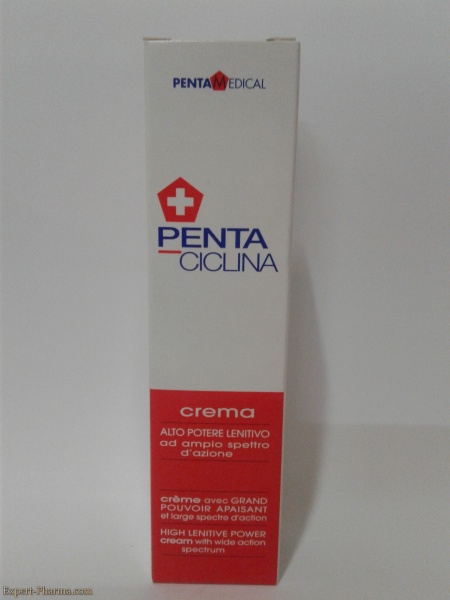 PENTAMEDICAL
PENTA
CICLINA
crema
ALTO POTERE LENITIVO
ad ampio spettro
d'azione
crème avec GRAND
POUVOIR APAISANT
et large spectre d'action
HIGH LENITIVE POWER
cream with wide action
spectrum
Expert-Pharma.com